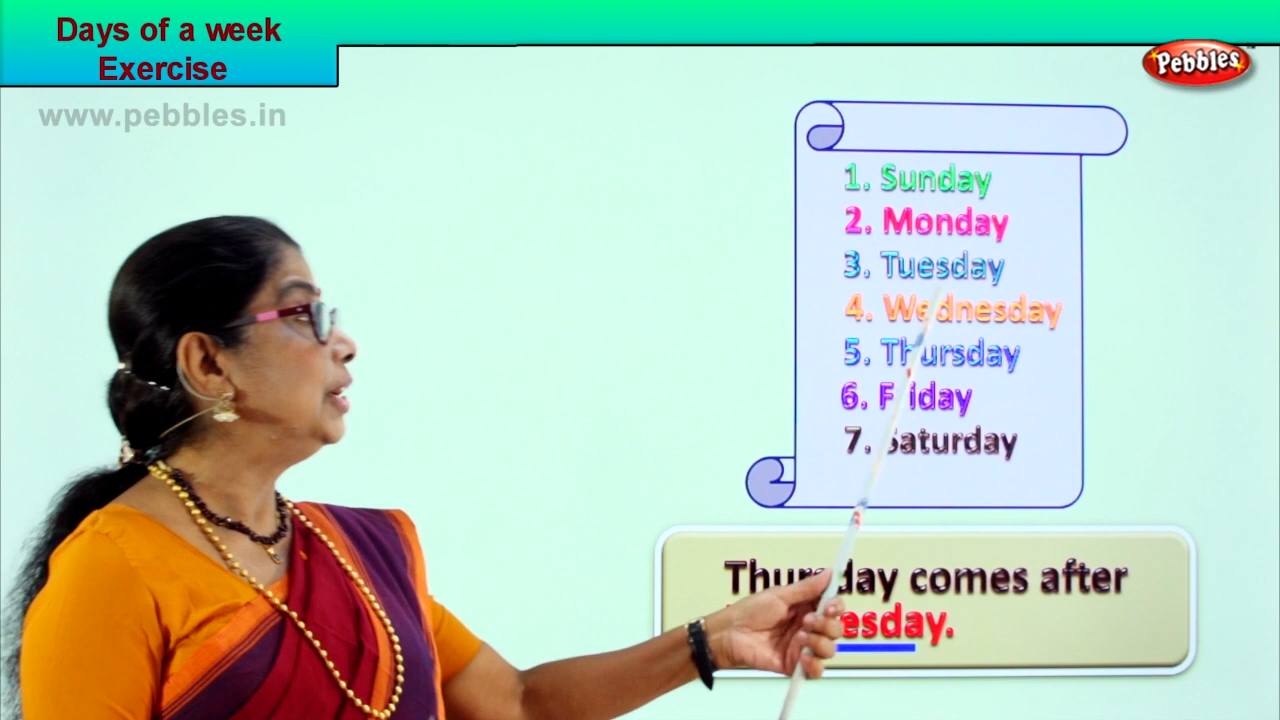 Days of a week
Exercise
www.pebbles.in
Pebbles
1. Sunday
2. Monday
3. Tuesday
4. Wednesday
5. Thursday
6. Friday
7. Saturday
Thursday comes after